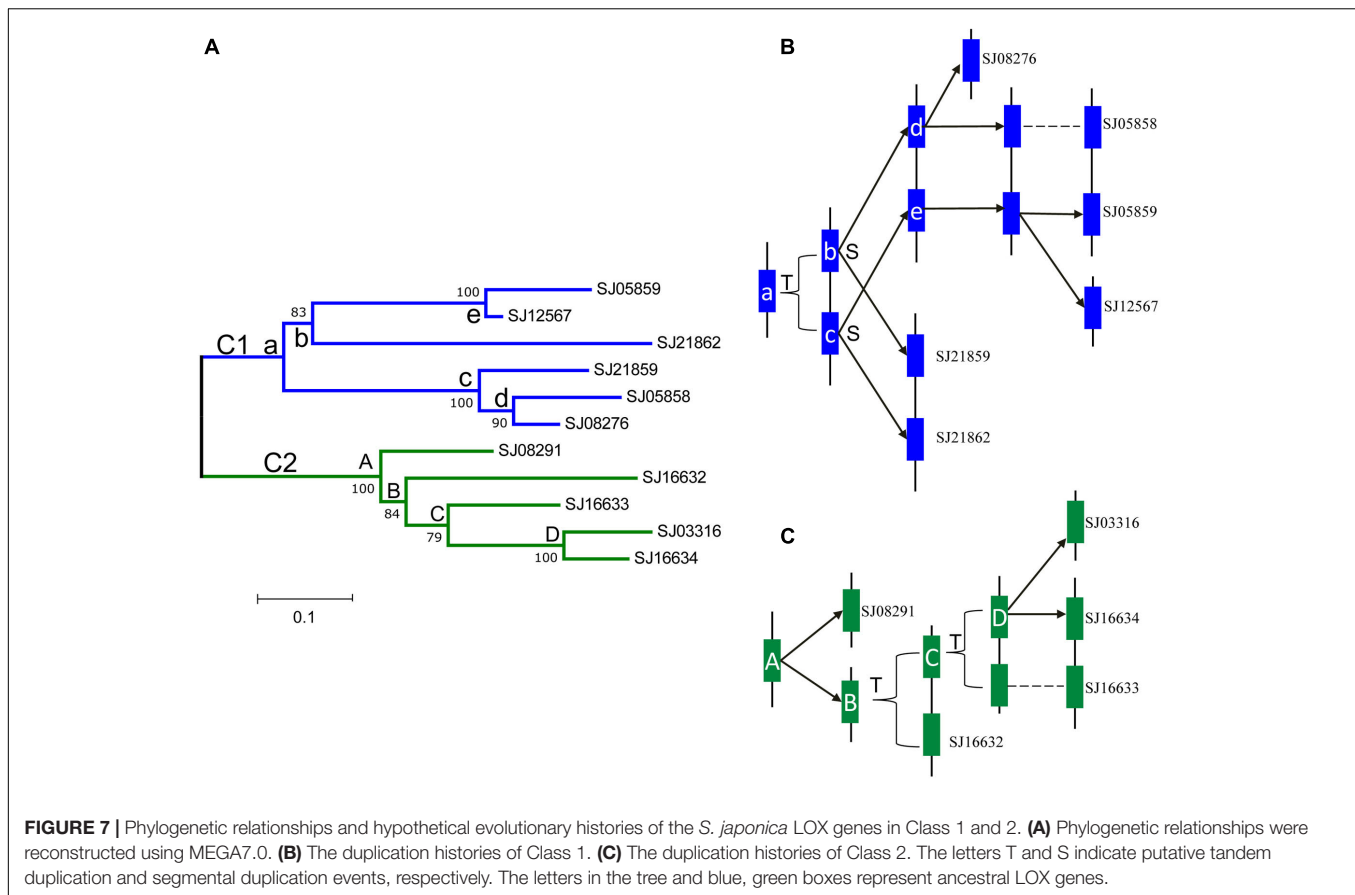 A
100
SJ05859
83
e
SJ12567
C1
a
b
SJ21862
c
SJ21859
100
d
SJ05858
90
SJ08276
C2
A
SJ08291
100
B
SJ16632
84
C
SJ16633
79
D
SJ03316
100
SJ16634
0.1
B
SJ08276
d
SJ05858
e
SJ05859
b
S
T
a
SJ12567
c
S
SJ21859
SJ21862
C
SJ03316
SJ08291
D
SJ16634
A
T
C
T
B
SJ16633
SJ16632
FIGURE 7 | Phylogenetic relationships and hypothetical evolutionary histories of the S. japonica LOX genes in Class 1 and 2. (A) Phylogenetic relationships were
reconstructed using MEGA7.0. (B) The duplication histories of Class 1. (C) The duplication histories of Class 2. The letters T and S indicate putative tandem
duplication and segmental duplication events, respectively. The letters in the tree and blue, green boxes represent ancestral LOX genes.